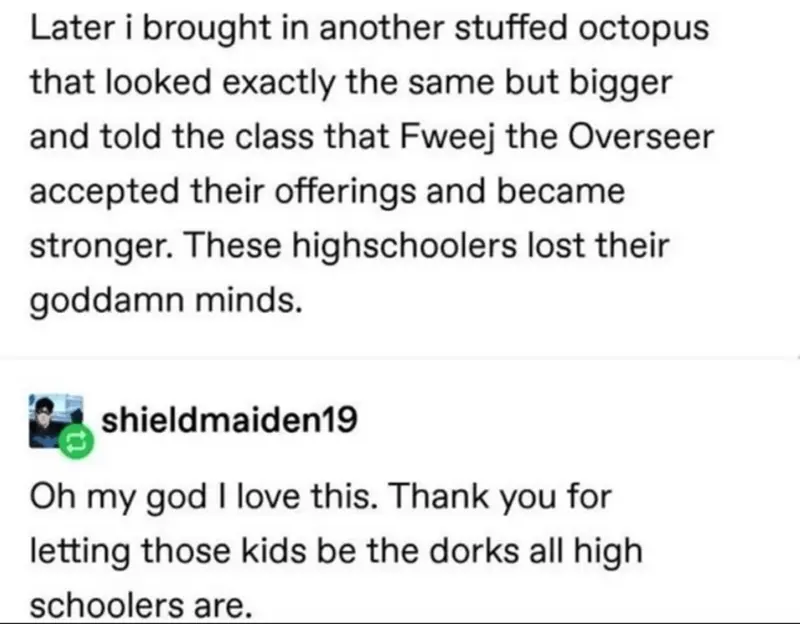 Later i brought in another stuffed octopus
that looked exactly the same but bigger
and told the class that Fweej the Overseer
accepted their offerings and became
stronger. These highschoolers lost their
goddamn minds.
shieldmaiden19
Oh my god I love this. Thank you for
letting those kids be the dorks all high
schoolers are.